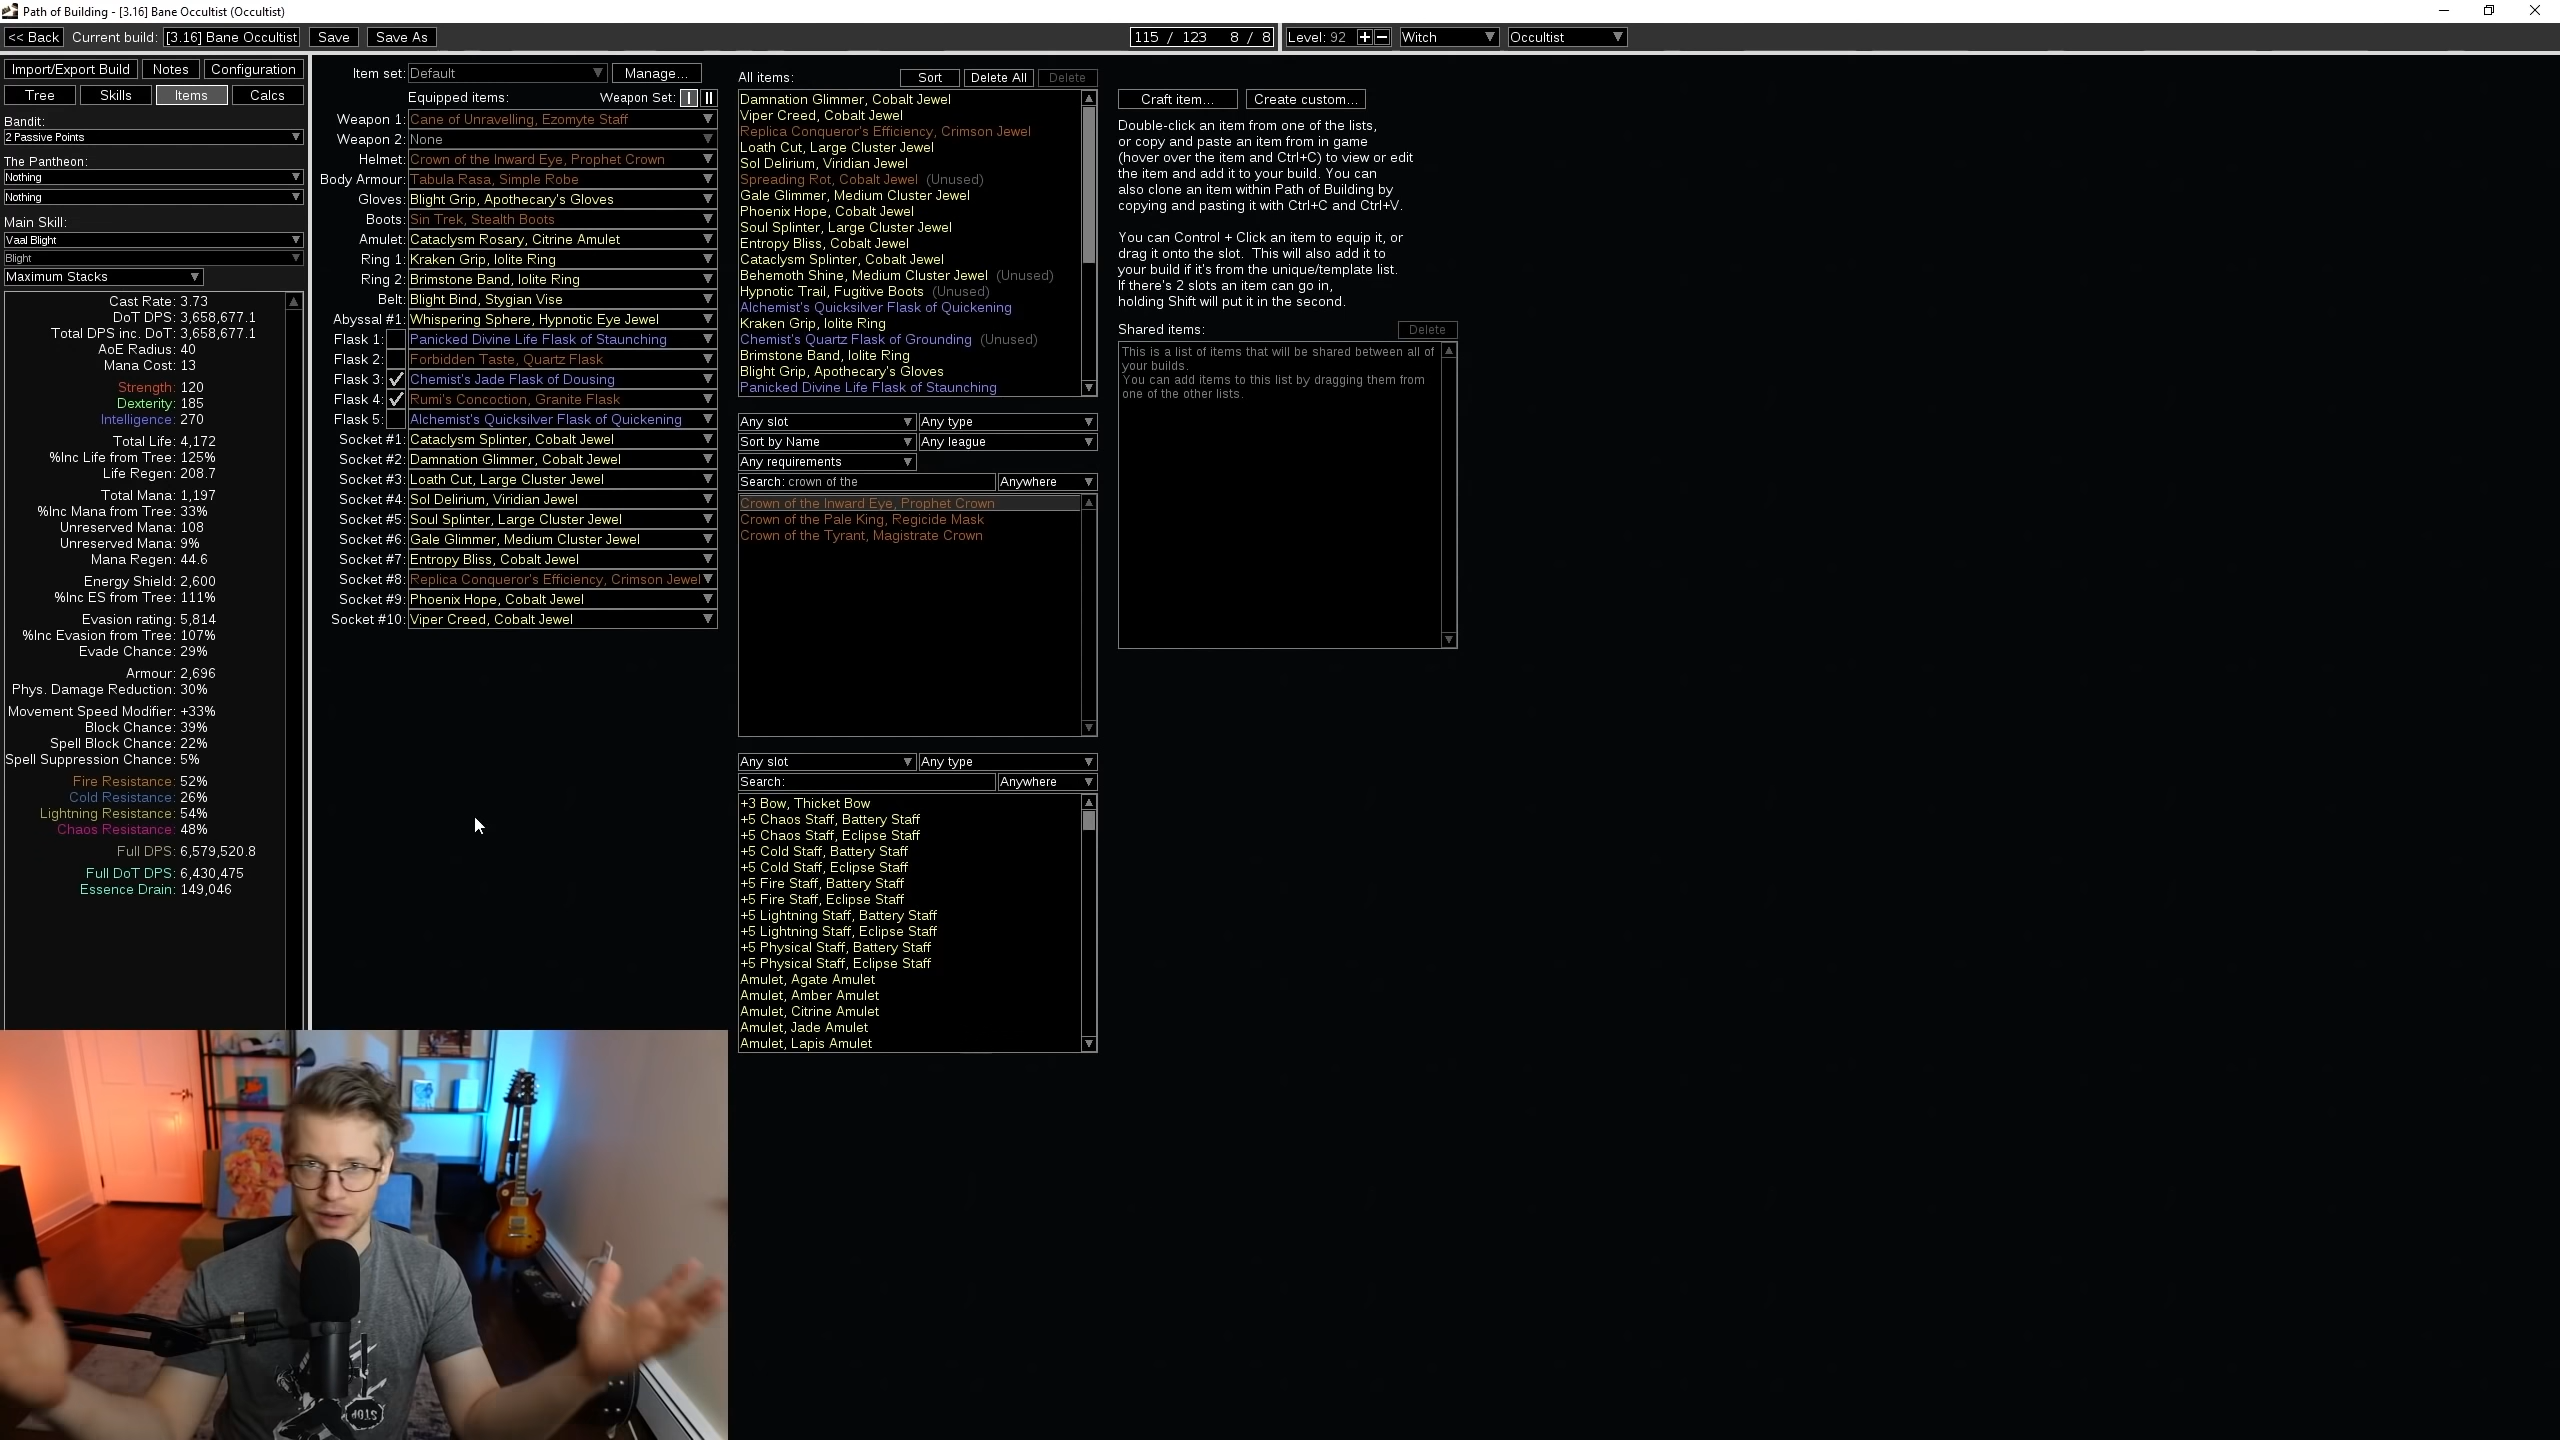 Path of Building - [3.16] Bane Occultist (Occultist)
<< Back
Current build:
[3.16] Bane Occultist
Save
Save As
115 / 123 8 / 8
Level: 92
Witch
Occultist
Import/Export Build
Notes
Configuration
Tree
Skills
Items
Calcs
Bandit:
2 Passive Points
The Pantheon:
Nothing
Nothing
Main Skill:
Vaal Blight
Blight
Maximum Stacks
Cast Rate: 3.73
DoT DPS: 3,658,677.1
Total DPS inc. DoT: 3,658,677.1
AoE Radius: 40
Mana Cost: 13
Strength: 120
Dexterity: 185
Intelligence: 270
Total Life: 4,172
%Inc Life from Tree: 125%
Life Regen: 208.7
Total Mana: 1,197
%Inc Mana from Tree: 33%
Unreserved Mana: 108
Unreserved Mana: 9%
Mana Regen: 44.6
Energy Shield: 2,600
%Inc ES from Tree: 111%
Evasion rating: 5,814
%Inc Evasion from Tree: 107%
Evade Chance: 29%
Armour: 2,696
Phys. Damage Reduction: 30%
Movement Speed Modifier: +33%
Block Chance: 39%
Spell Block Chance: 22%
Spell Suppression Chance: 5%
Fire Resistance: 52%
Cold Resistance: 26%
Lightning Resistance: 54%
Chaos Resistance: 48%
Full DPS: 6,579,520.8
Full DoT DPS: 6,430,475
Essence Drain: 149,046
Item set: Default
Manage...
Equipped items:
Weapon Set: I II
Weapon 1: Cane of Unravelling, Ezomyte Staff
Weapon 2: None
Helmet: Crown of the Inward Eye, Prophet Crown
Body Armour: Tabula Rasa, Simple Robe
Gloves: Blight Grip, Apothecary's Gloves
Boots: Sin Trek, Stealth Boots
Amulet: Cataclysm Rosary, Citrine Amulet
Ring 1: Kraken Grip, Iolite Ring
Ring 2: Brimstone Band, Iolite Ring
Belt: Blight Bind, Stygian Vise
Abyssal #1: Whispering Sphere, Hypnotic Eye Jewel
Flask 1: Panicked Divine Life Flask of Staunching
Flask 2: Forbidden Taste, Quartz Flask
Flask 3: Chemist's Jade Flask of Dousing
Flask 4: Rumi's Concoction, Granite Flask
Flask 5: Alchemist's Quicksilver Flask of Quickening
Socket #1: Cataclysm Splinter, Cobalt Jewel
Socket #2: Damnation Glimmer, Cobalt Jewel
Socket #3: Loath Cut, Large Cluster Jewel
Socket #4: Sol Delirium, Viridian Jewel
Socket #5: Soul Splinter, Large Cluster Jewel
Socket #6: Gale Glimmer, Medium Cluster Jewel
Socket #7: Entropy Bliss, Cobalt Jewel
Socket #8: Replica Conqueror's Efficiency, Crimson Jewel
Socket #9: Phoenix Hope, Cobalt Jewel
Socket #10: Viper Creed, Cobalt Jewel
All items:
Sort
Delete All
Delete
Damnation Glimmer, Cobalt Jewel
Viper Creed, Cobalt Jewel
Replica Conqueror's Efficiency, Crimson Jewel
Loath Cut, Large Cluster Jewel
Sol Delirium, Viridian Jewel
Spreading Rot, Cobalt Jewel (Unused)
Gale Glimmer, Medium Cluster Jewel
Phoenix Hope, Cobalt Jewel
Soul Splinter, Large Cluster Jewel
Entropy Bliss, Cobalt Jewel
Cataclysm Splinter, Cobalt Jewel
Behemoth Shine, Medium Cluster Jewel (Unused)
Hypnotic Trail, Fugitive Boots (Unused)
Alchemist's Quicksilver Flask of Quickening
Kraken Grip, Iolite Ring
Chemist's Quartz Flask of Grounding (Unused)
Brimstone Band, Iolite Ring
Blight Grip, Apothecary's Gloves
Panicked Divine Life Flask of Staunching
Any slot
Any type
Sort by Name
Any league
Any requirements
Search: crown of the
Anywhere
Crown of the Inward Eye, Prophet Crown
Crown of the Pale King, Regicide Mask
Crown of the Tyrant, Magistrate Crown
Any slot
Any type
Search:
Anywhere
+3 Bow, Thicket Bow
+5 Chaos Staff, Battery Staff
+5 Chaos Staff, Eclipse Staff
+5 Cold Staff, Battery Staff
+5 Cold Staff, Eclipse Staff
+5 Fire Staff, Battery Staff
+5 Fire Staff, Eclipse Staff
+5 Lightning Staff, Battery Staff
+5 Lightning Staff, Eclipse Staff
+5 Physical Staff, Battery Staff
+5 Physical Staff, Eclipse Staff
Amulet, Agate Amulet
Amulet, Amber Amulet
Amulet, Citrine Amulet
Amulet, Jade Amulet
Amulet, Lapis Amulet
Craft item...
Create custom...
Double-click an item from one of the lists,
or copy and paste an item from in game
(hover over the item and Ctrl+C) to view or edit
the item and add it to your build. You can
also clone an item within Path of Building by
copying and pasting it with Ctrl+C and Ctrl+V.
You can Control + Click an item to equip it, or
drag it onto the slot. This will also add it to
your build if it's from the unique/template list.
If there's 2 slots an item can go in,
holding Shift will put it in the second.
Shared items:
Delete
This is a list of items that will be shared between all of
your builds.
You can add items to this list by dragging them from
one of the other lists.
STOP